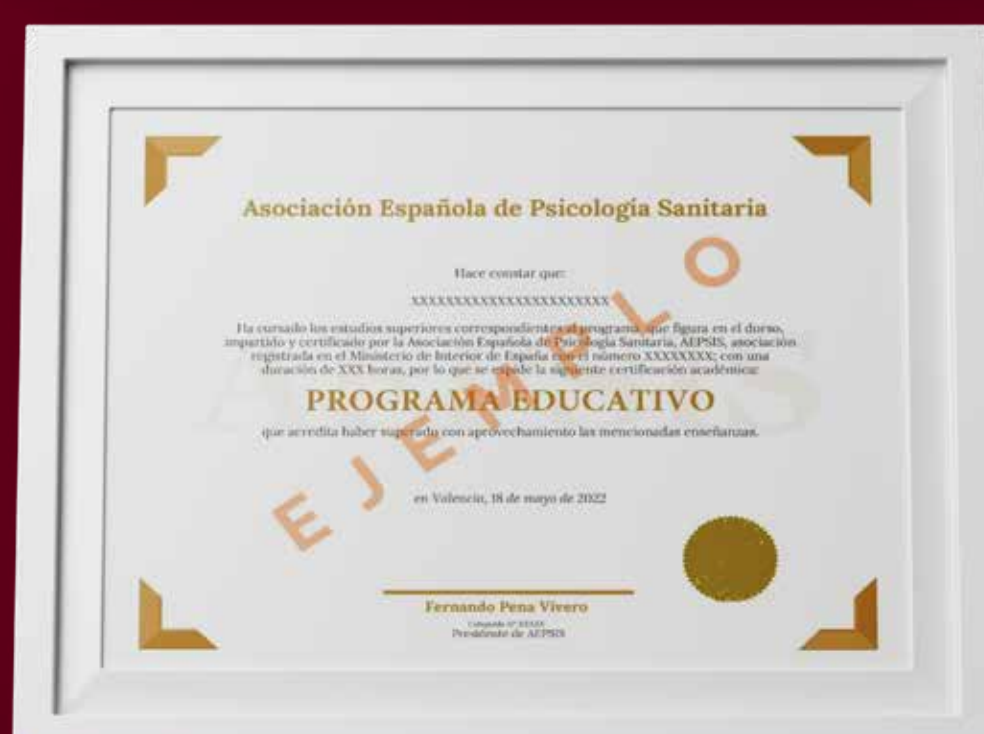 Asociación Española de Psicología Sanitaria
Hace constar que:
XXXXXXXXXXXXXXXXXXXXXXX
Ha cursado los estudios superiores correspondientes al programa, que figura en el dorso,
impartido y certificado por la Asociación Española de Psicología Sanitaria, AEPSIS, asociación
registrada en el Ministerio de Interior de España con el número XXXXXXXX; con una
duración de XXX horas, por lo que se expide la siguiente certificación académica:
PROGRAMA EDUCATIVO
que acredita haber superado con aprovechamiento las mencionadas enseñanzas.
EJEMPLO
en Valencia, 18 de mayo de 2022
Fernando Pena Vivero
Colegiado Nº XXXXX
Presidente de AEPSIS